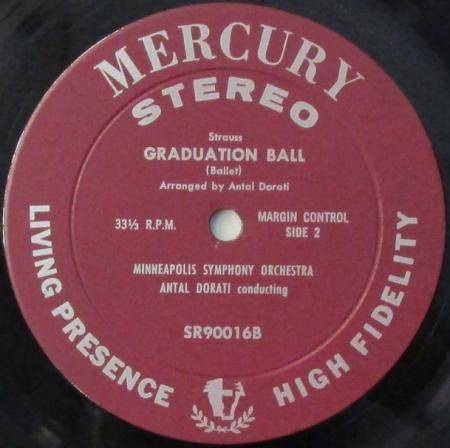 MERCURY
STEREO
Strauss
GRADUATION BALL
(Ballet)
Arranged by Antal Dorati
33⅓ R.P.M.
MARGIN CONTROL
SIDE 2
MINNEAPOLIS SYMPHONY ORCHESTRA
ANTAL DORATI conducting
SR90016B
LIVING PRESENCE
HIGH FIDELITY